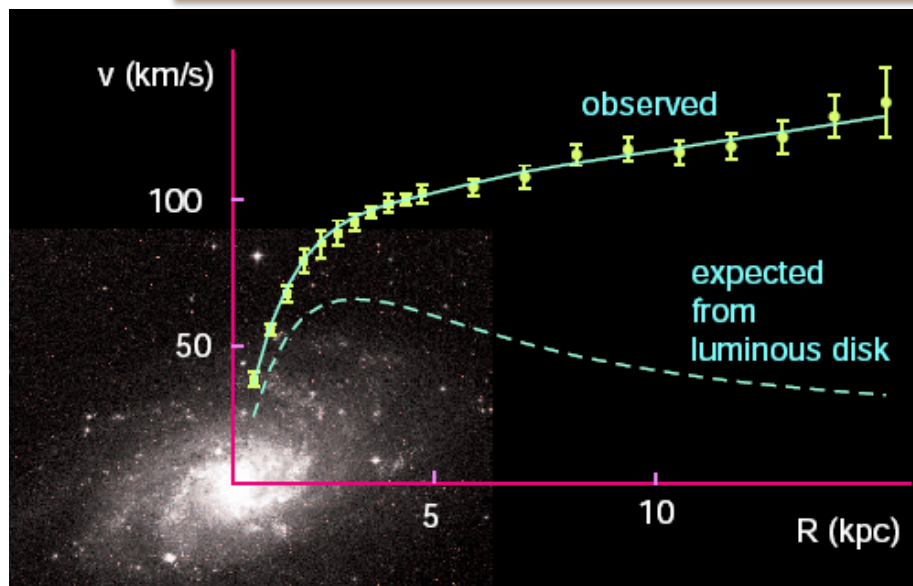 v (km/s)
observed
100
expected
from
luminous disk
50
5
10
R (kpc)